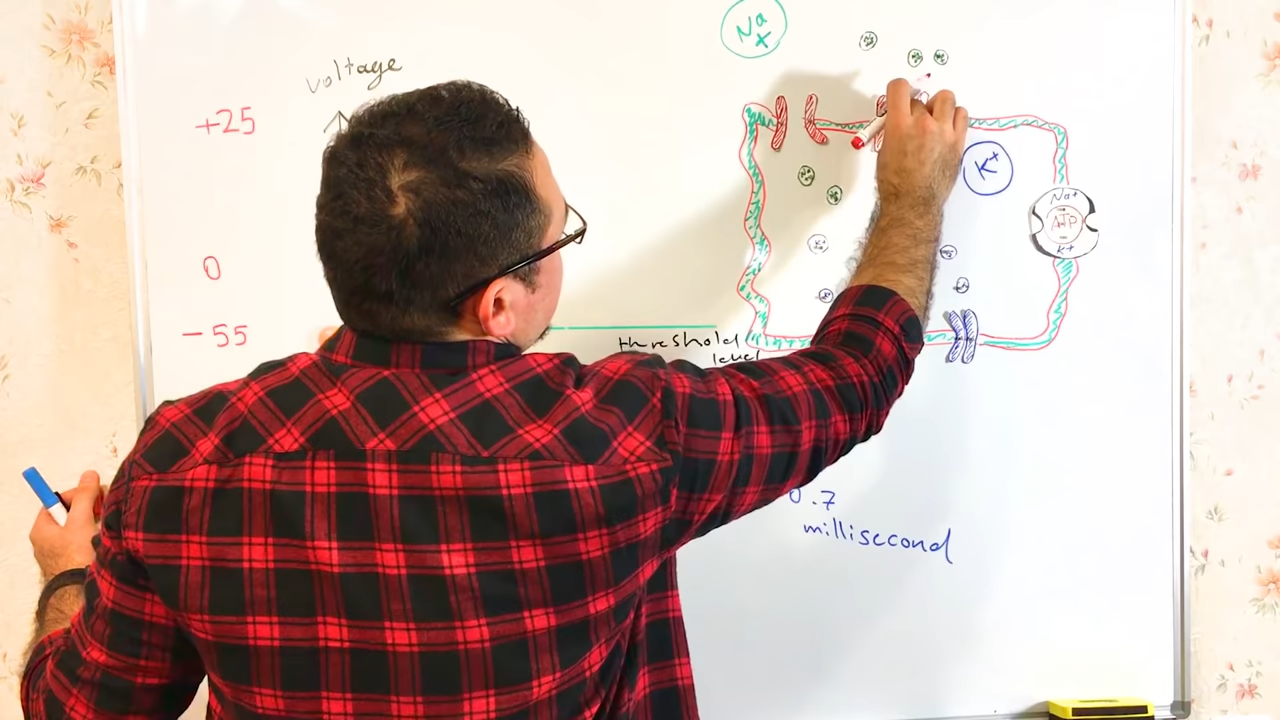 voltage
+25
0
-55
threshold
level
Na
+
K+
Na+
ATP
K+
0.7
millisecond